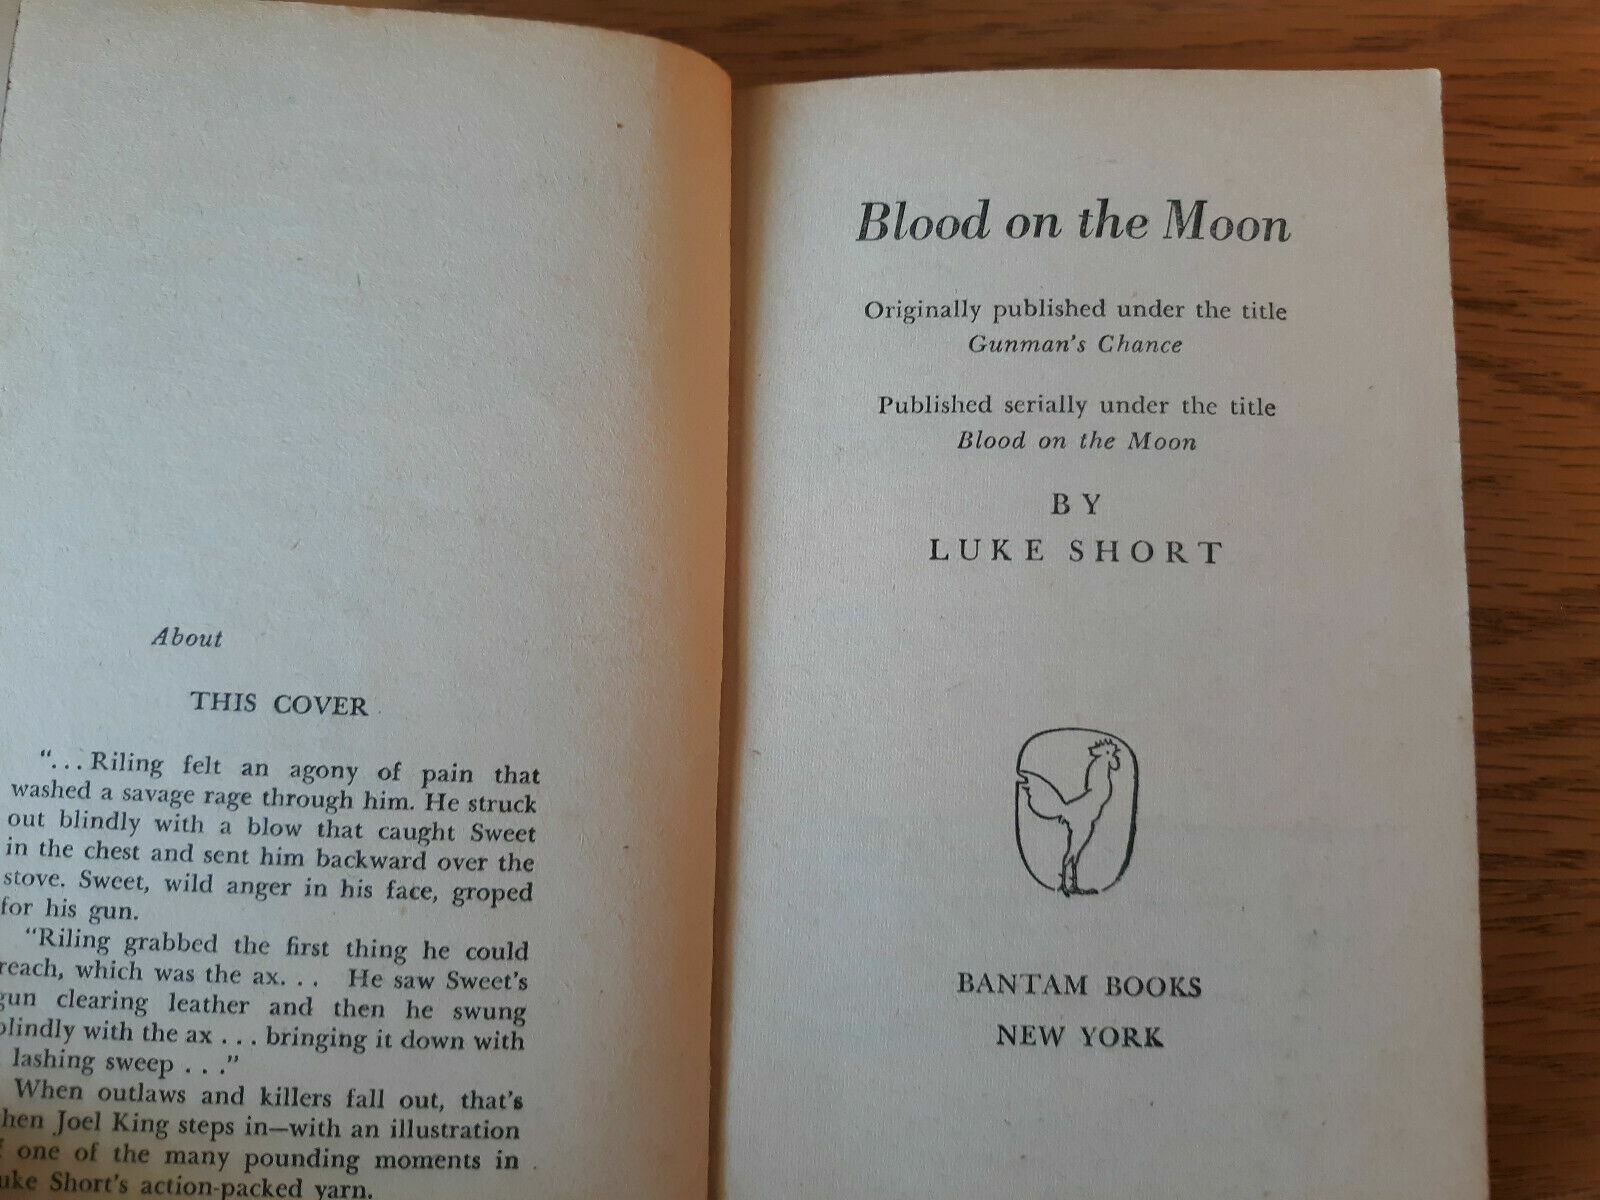 About
THIS COVER
“...Riling felt an agony of pain that
washed a savage rage through him. He struck
out blindly with a blow that caught Sweet
in the chest and sent him backward over the
stove. Sweet, wild anger in his face, groped
for his gun.
“Riling grabbed the first thing he could
reach, which was the ax. . . He saw Sweet's
gun clearing leather and then he swung
blindly with the ax . . . bringing it down with
lashing sweep . . .”
When outlaws and killers fall out, that's
hen Joel King steps in—with an illustration
one of the many pounding moments in
uke Short's action-packed yarn.
Blood on the Moon
Originally published under the title
Gunman's Chance
Published serially under the title
Blood on the Moon
BY
LUKE SHORT
BANTAM BOOKS
NEW YORK